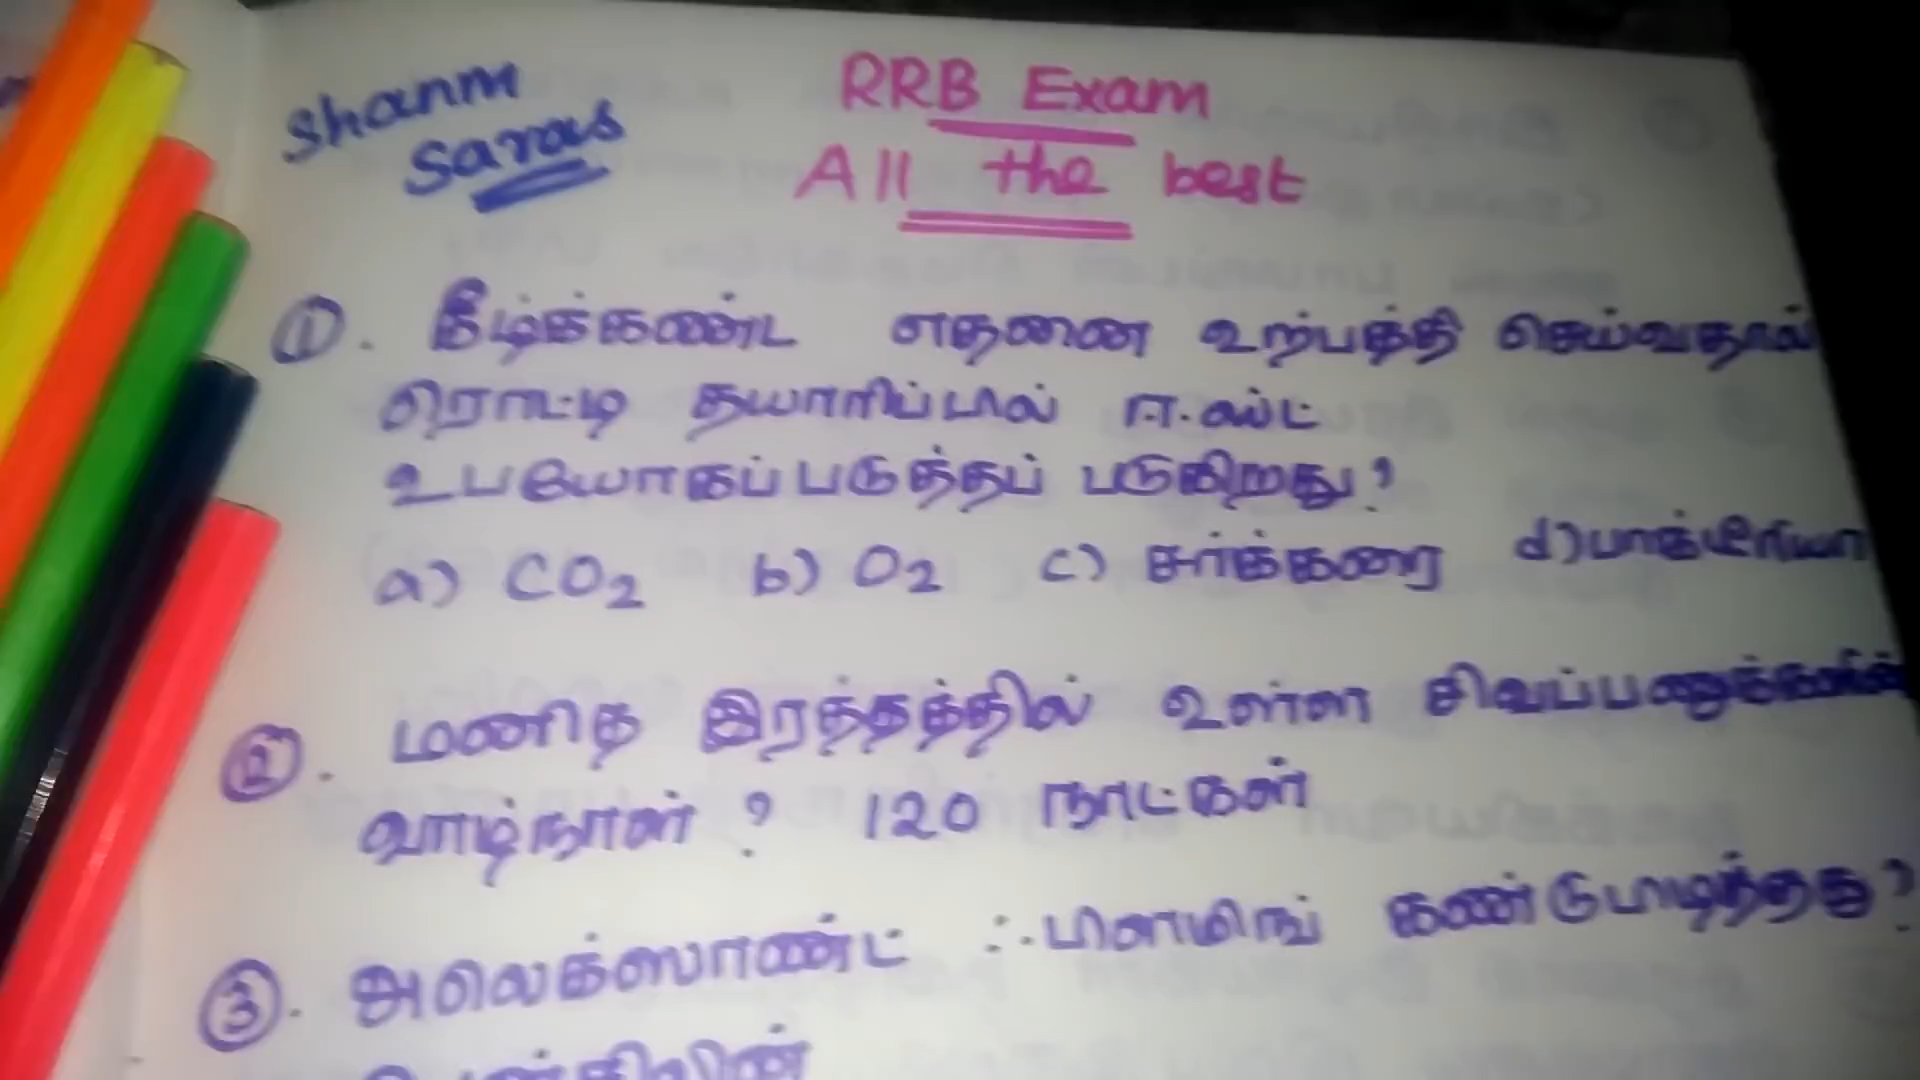 Shanm
Saras
RRB Exam
All the best
①. கீழ்க்கண்ட எதனை உற்பத்தி செய்வதால்
ரொட்டி தயாரிப்பில் ஈஸ்ட்
உபயோகப்படுத்தப் படுகிறது?
a) CO2 b) O2 c) சர்க்கரை d) பாக்டீரியா
②. மனித இரத்தத்தில் உள்ள சிவப்பணுக்களின்
வாழ்நாள்? 120 நாட்கள்
③. அலெக்ஸாண்ட் ஃபிளமிங் கண்டுபிடித்தது?
பென்சிலின்